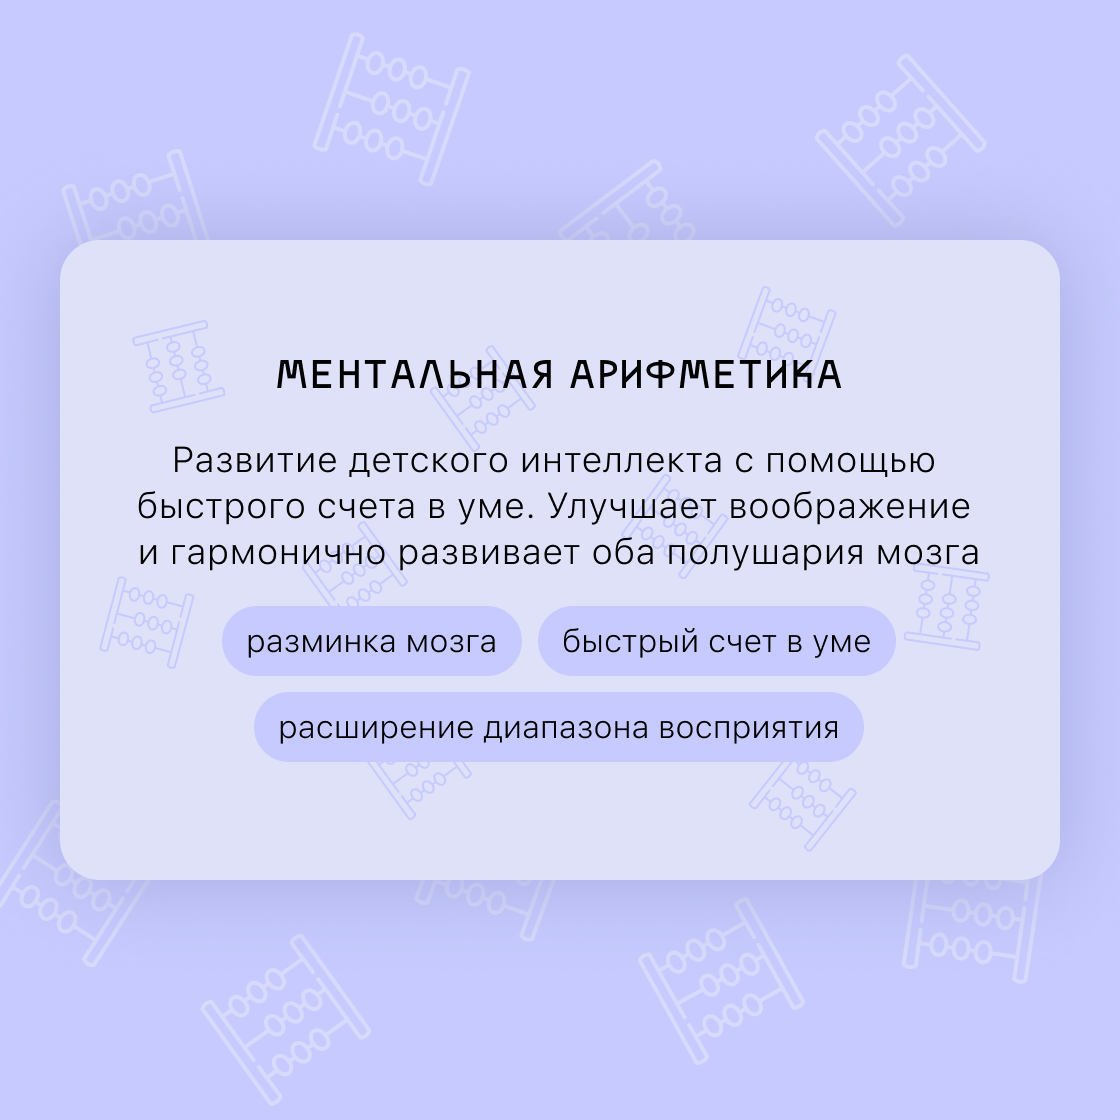 МЕНТАЛЬНАЯ АРИФМЕТИКА
Развитие детского интеллекта с помощью
быстрого счета в уме. Улучшает воображение
и гармонично развивает оба полушария мозга
разминка мозга
быстрый счет в уме
расширение диапазона восприятия